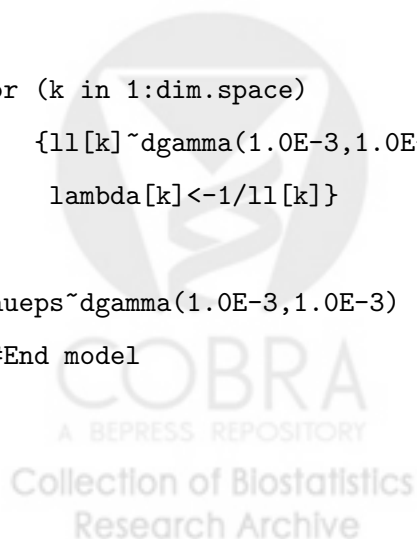 or (k in 1:dim.space)
{ll[k]~dgamma(1.0E-3,1.0E-
lambda[k]<-1/ll[k]}
nueps~dgamma(1.0E-3,1.0E-3)
#End model
COBRA
A BEPRESS REPOSITORY
Collection of Biostatistics
Research Archive